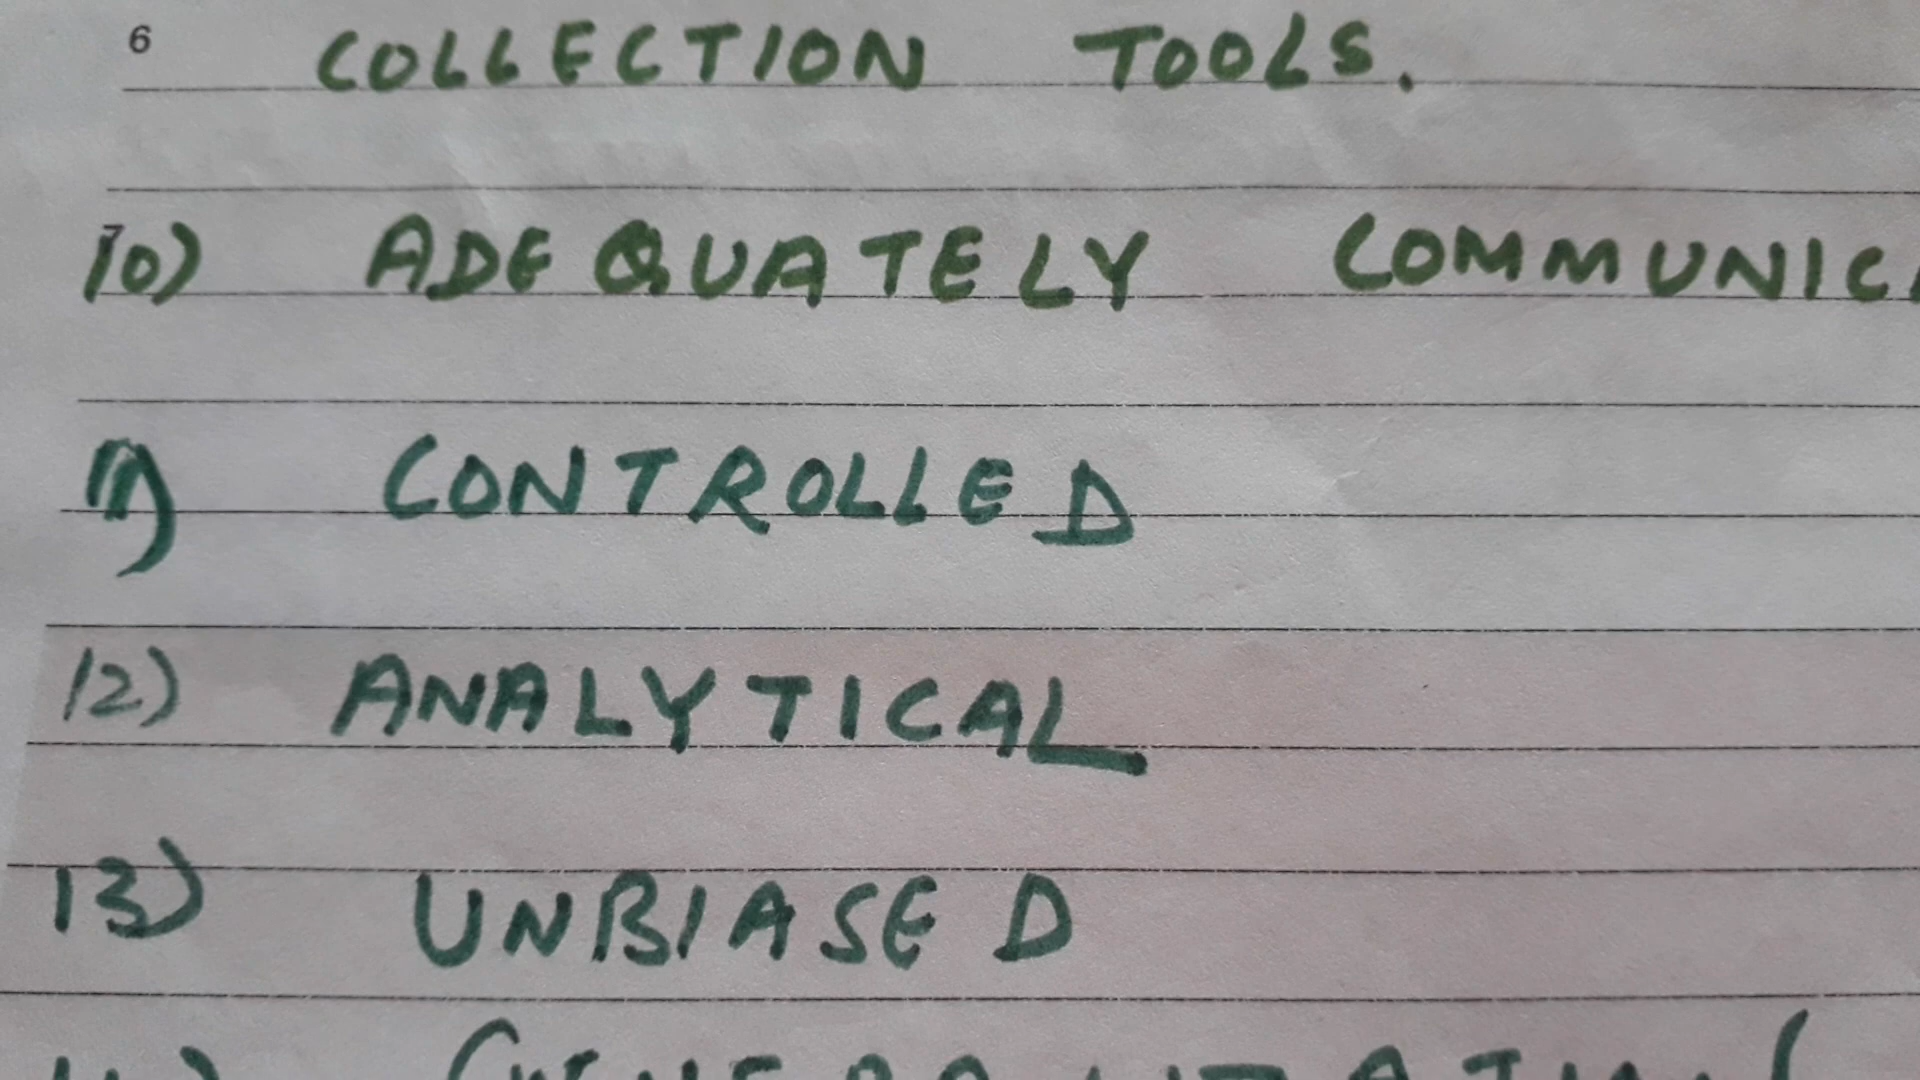 6 COLLECTION TOOLS.
10) ADEQUATELY COMMUNIC
11) CONTROLLED
12) ANALYTICAL
13) UNBIASED